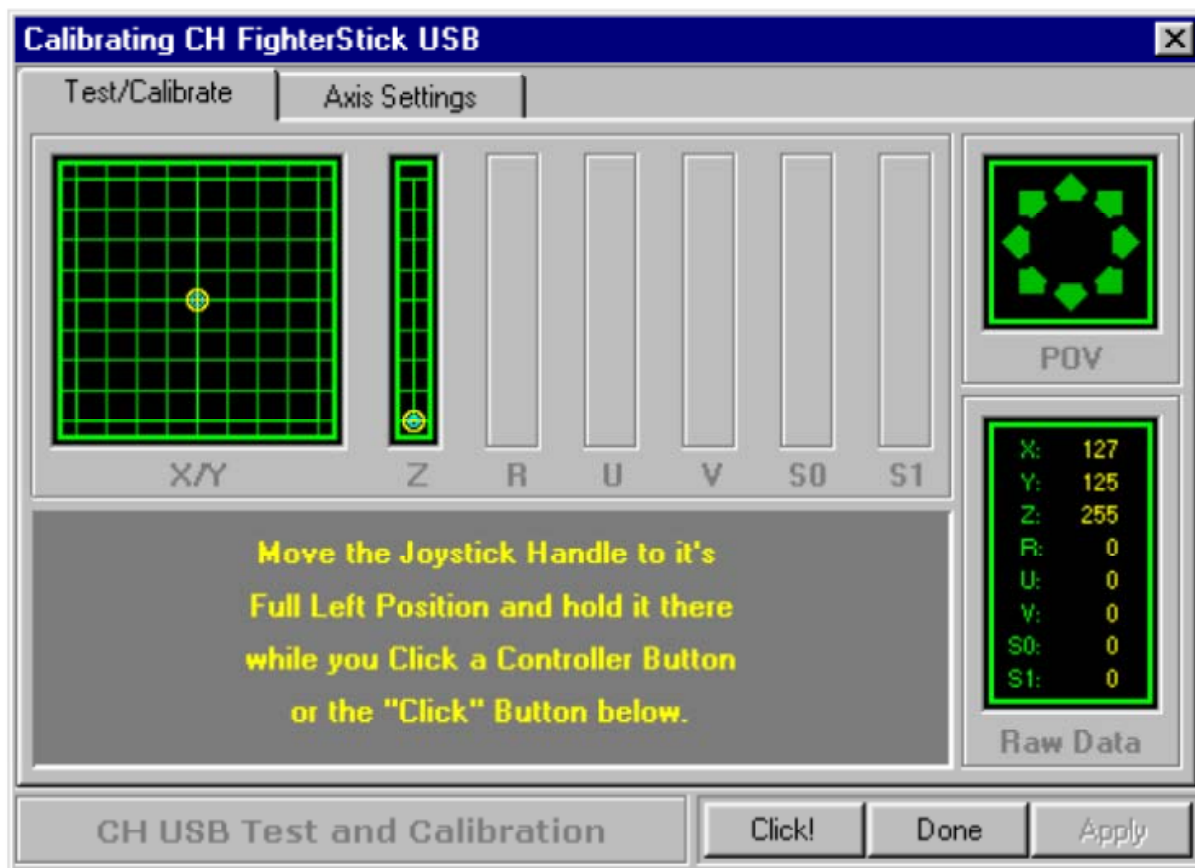 Calibrating CH FighterStick USB
Test/Calibrate
Axis Settings
X/Y
Z
R
U
V
S0
S1
POV
Move the Joystick Handle to it's
Full Left Position and hold it there
while you Click a Controller Button
or the "Click" Button below.
X: 127
Y: 125
Z: 255
R: 0
U: 0
V: 0
S0: 0
S1: 0
Raw Data
CH USB Test and Calibration
Click!
Done
Apply